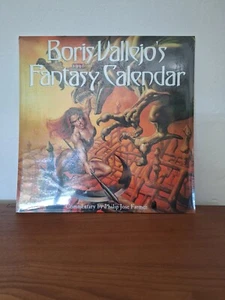 Boris Vallejo's
Fantasy Calendar
Commentary by Philip José Farmer